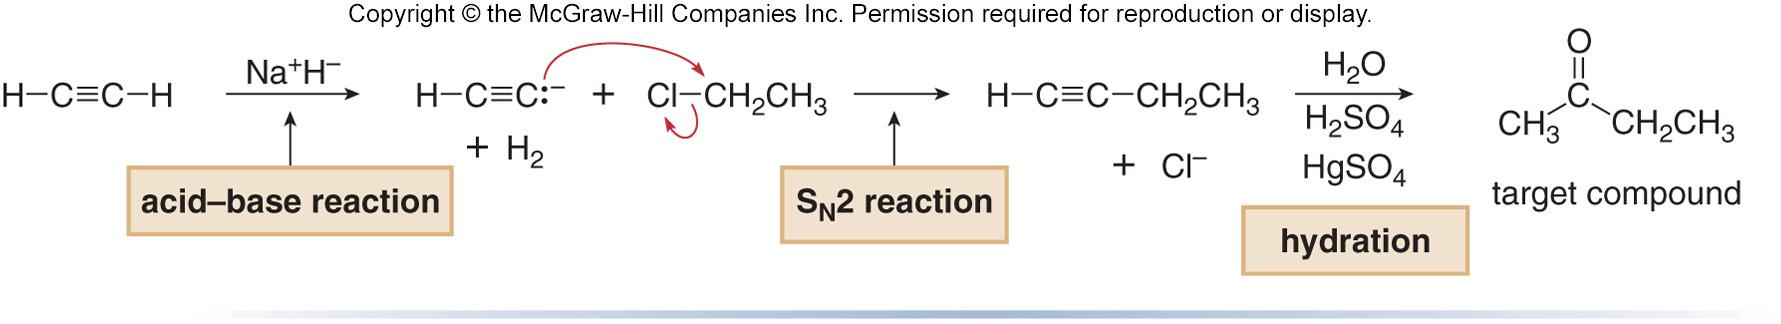 Copyright © the McGraw-Hill Companies Inc. Permission required for reproduction or display.
H−C≡C−H
Na⁺H⁻
H−C≡C:⁻ + Cl−CH₂CH₃
+ H₂
H−C≡C−CH₂CH₃
+ Cl⁻
H₂O
H₂SO₄
HgSO₄
O
C
CH₃ CH₂CH₃
target compound
acid–base reaction
S_N2 reaction
hydration